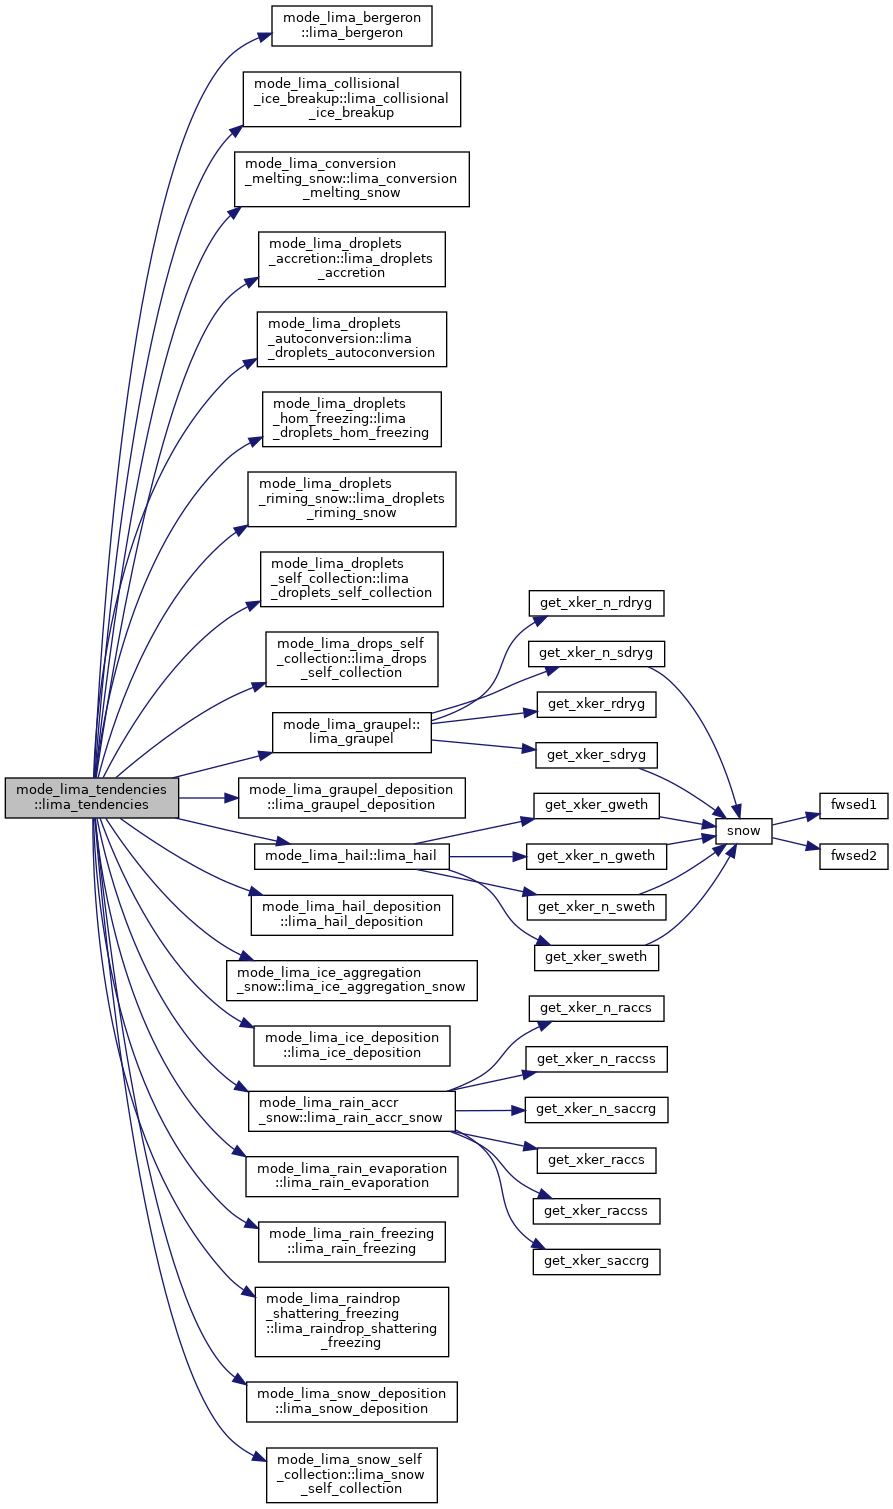 mode_lima_tendencies
::lima_tendencies
mode_lima_bergeron
::lima_bergeron
mode_lima_collisional
_ice_breakup::lima_collisional
_ice_breakup
mode_lima_conversion
_melting_snow::lima_conversion
_melting_snow
mode_lima_droplets
_accretion::lima_droplets
_accretion
mode_lima_droplets
_autoconversion::lima
_droplets_autoconversion
mode_lima_droplets
_hom_freezing::lima
_droplets_hom_freezing
mode_lima_droplets
_riming_snow::lima_droplets
_riming_snow
mode_lima_droplets
_self_collection::lima
_droplets_self_collection
mode_lima_drops_self
_collection::lima_drops
_self_collection
mode_lima_graupel::
lima_graupel
mode_lima_graupel_deposition
::lima_graupel_deposition
mode_lima_hail::lima_hail
mode_lima_hail_deposition
::lima_hail_deposition
mode_lima_ice_aggregation
_snow::lima_ice_aggregation_snow
mode_lima_ice_deposition
::lima_ice_deposition
mode_lima_rain_accr
_snow::lima_rain_accr_snow
mode_lima_rain_evaporation
::lima_rain_evaporation
mode_lima_rain_freezing
::lima_rain_freezing
mode_lima_raindrop
_shattering_freezing
::lima_raindrop_shattering
_freezing
mode_lima_snow_deposition
::lima_snow_deposition
mode_lima_snow_self
_collection::lima_snow
_self_collection
get_xker_n_rdryg
get_xker_n_sdryg
get_xker_rdryg
get_xker_sdryg
get_xker_gweth
get_xker_n_gweth
get_xker_n_sweth
get_xker_sweth
get_xker_n_raccs
get_xker_n_raccss
get_xker_n_saccrg
get_xker_raccs
get_xker_raccss
get_xker_saccrg
snow
fwsed1
fwsed2